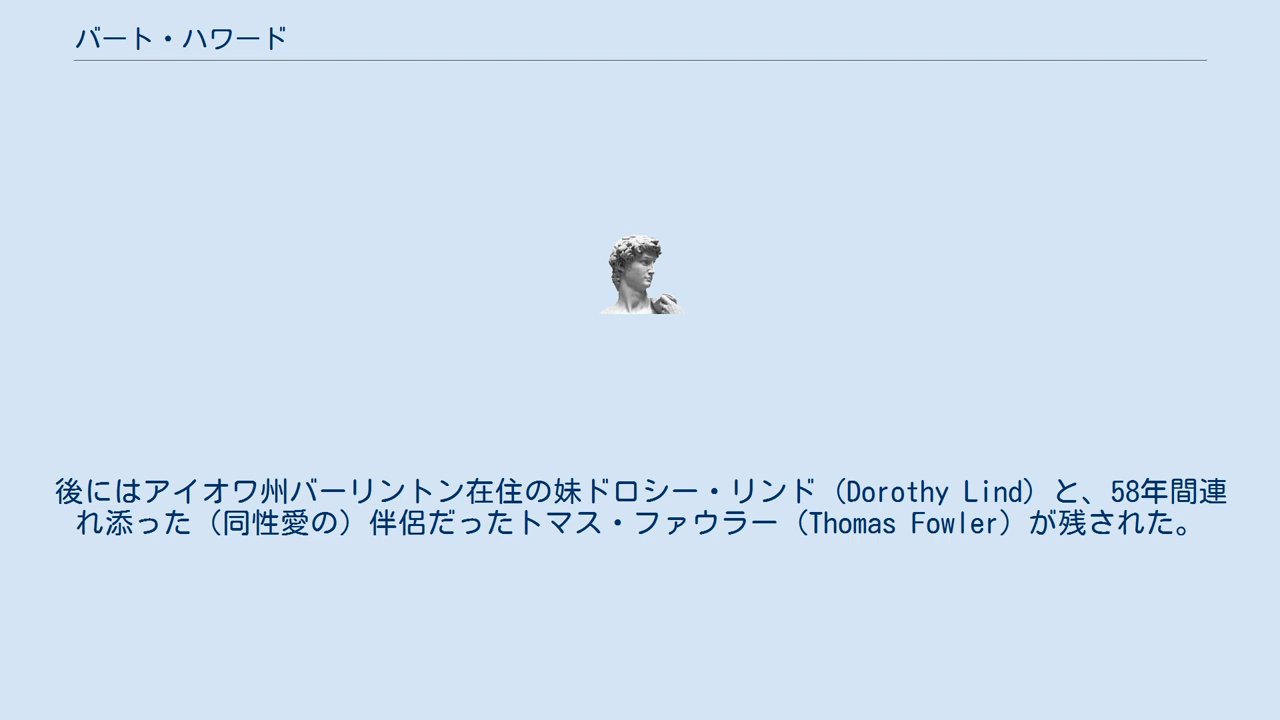 バート・ハワード
後にはアイオワ州バーリントン在住の妹ドロシー・リンド（Dorothy Lind）と、58年間連
れ添った（同性愛の）伴侶だったトマス・ファウラー（Thomas Fowler）が残された。